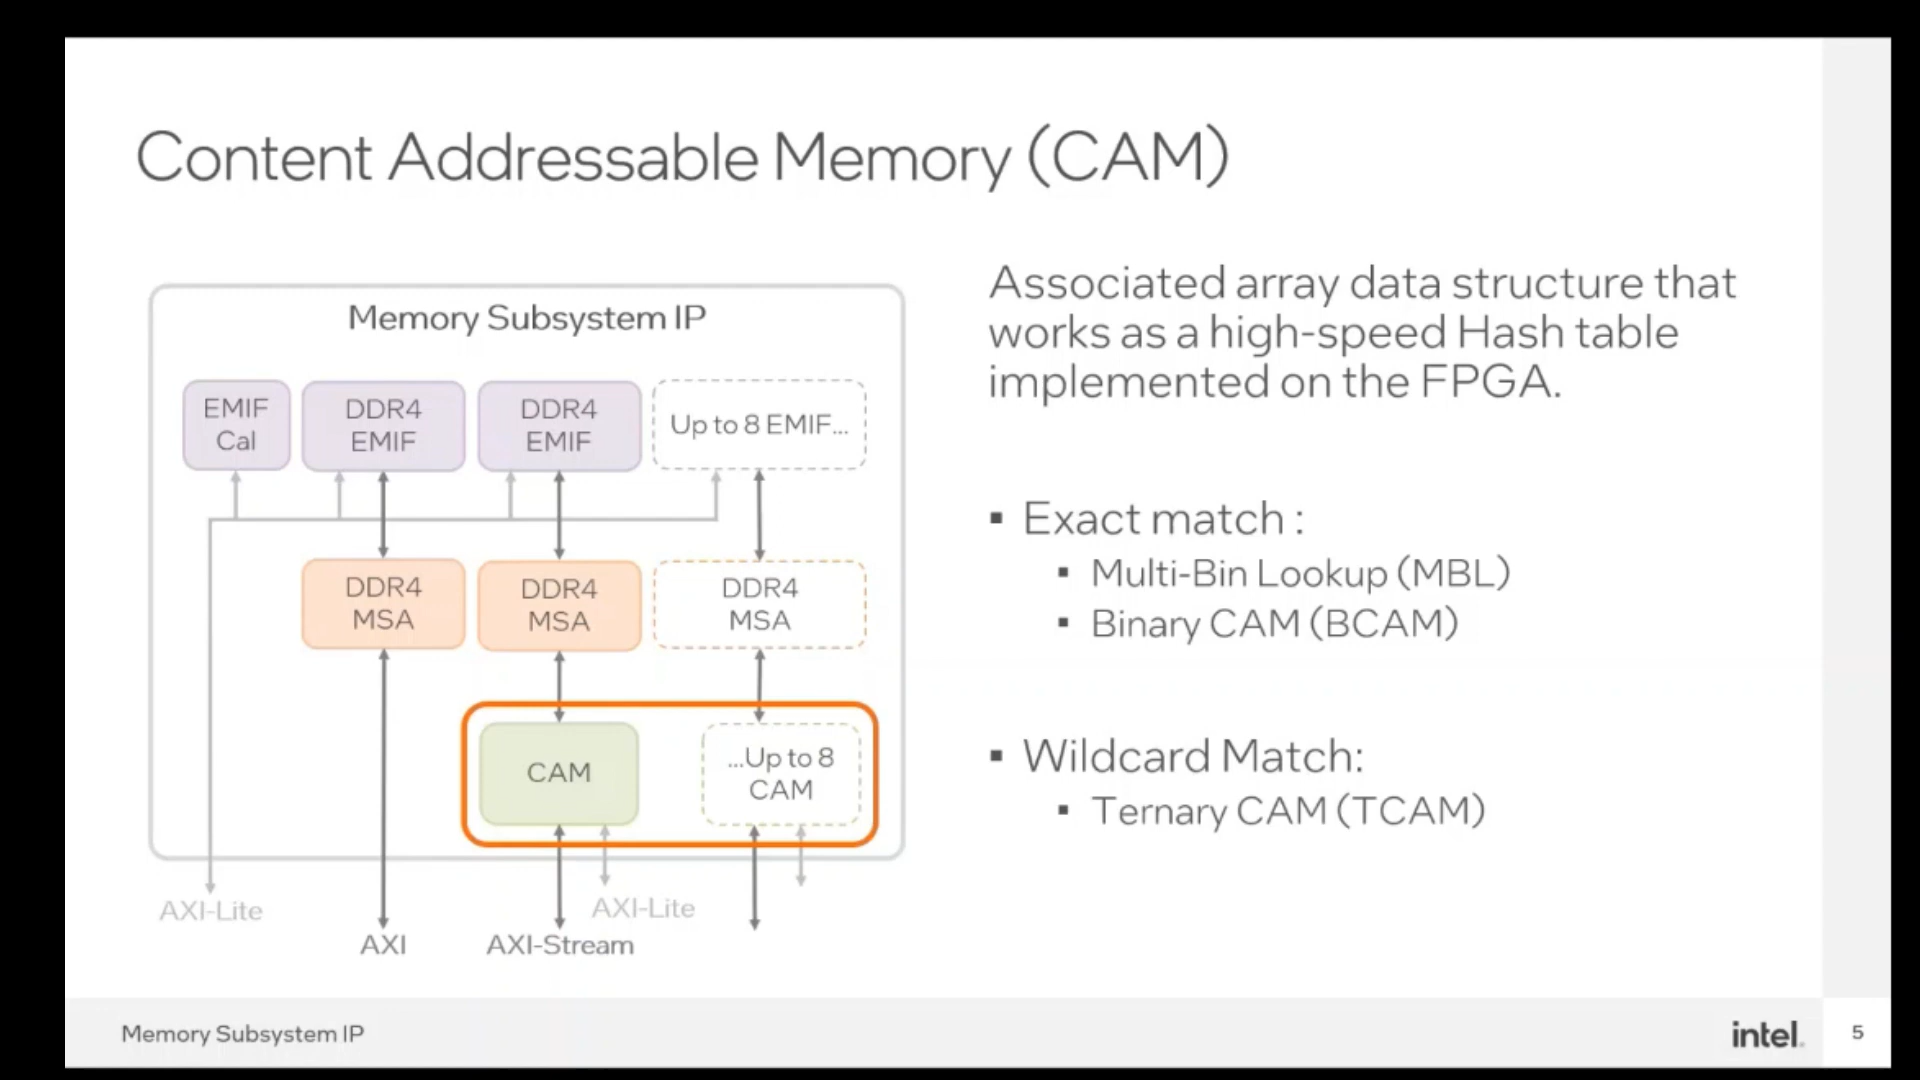 Content Addressable Memory (CAM)
Memory Subsystem IP
EMIF
Cal
DDR4
EMIF
DDR4
EMIF
Up to 8 EMIF...
DDR4
MSA
DDR4
MSA
DDR4
MSA
CAM
...Up to 8
CAM
AXI-Lite
AXI-Lite
AXI
AXI-Stream
Associated array data structure that
works as a high-speed Hash table
implemented on the FPGA.
▪ Exact match :
▪ Multi-Bin Lookup (MBL)
▪ Binary CAM (BCAM)
▪ Wildcard Match:
▪ Ternary CAM (TCAM)
Memory Subsystem IP
intel.
5